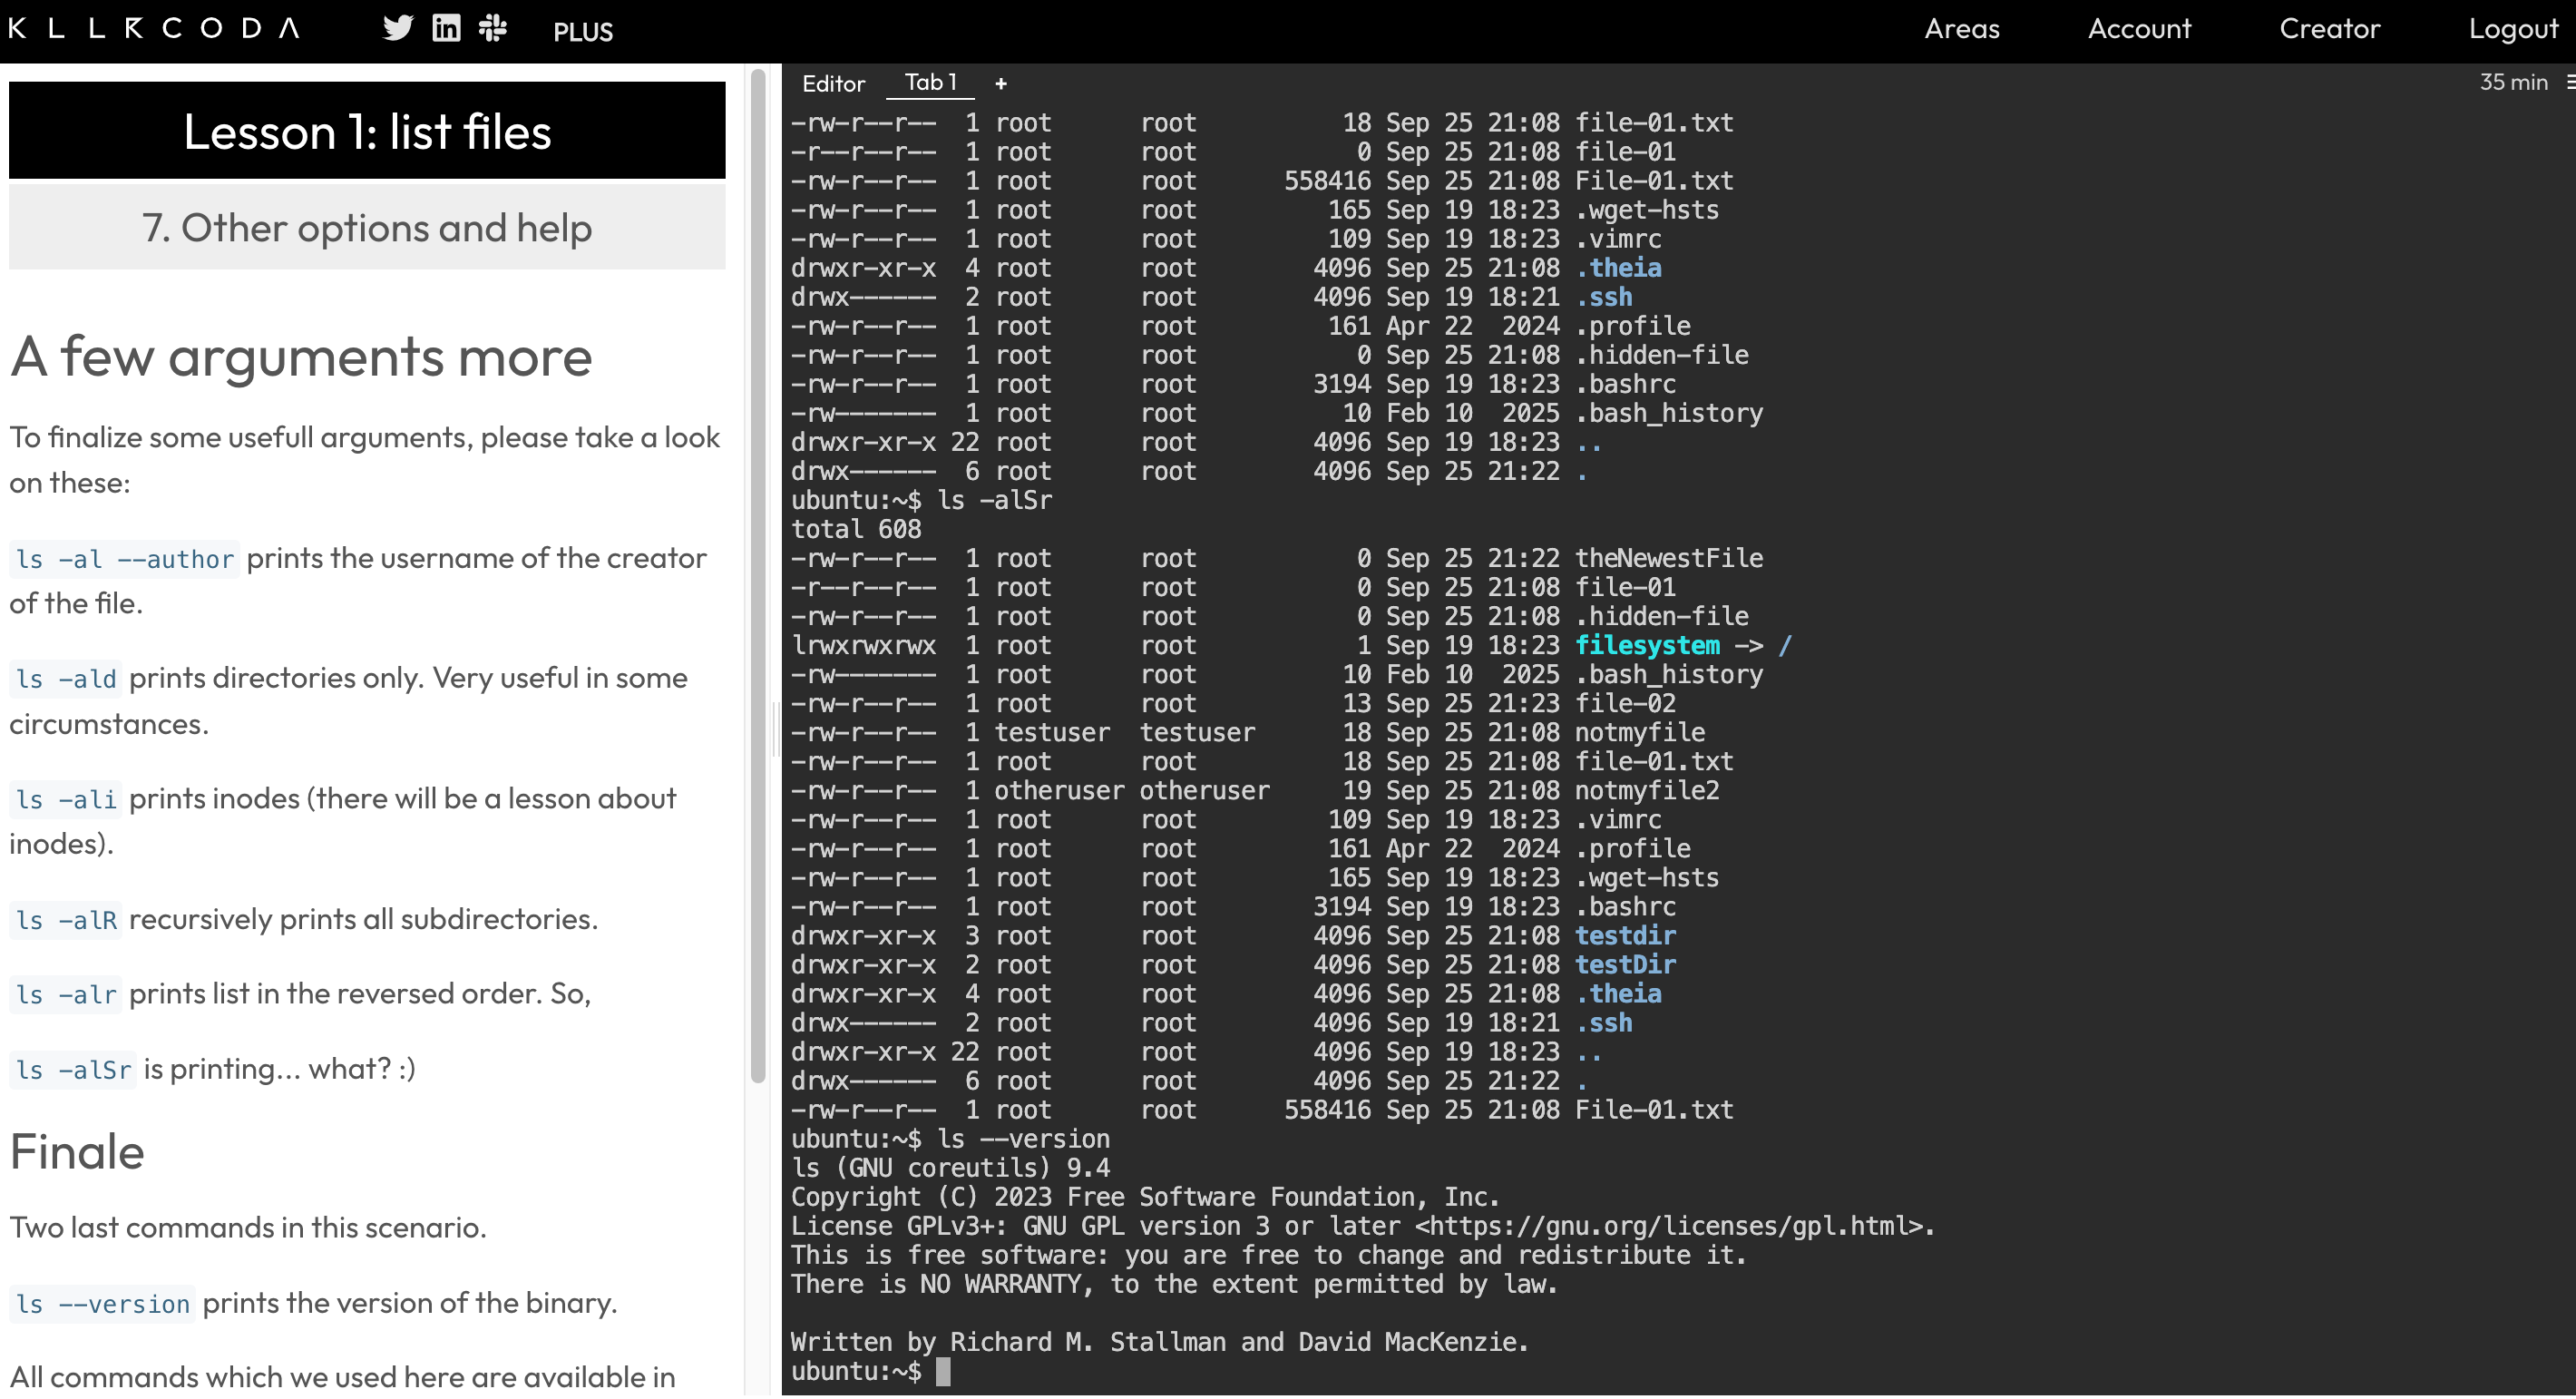 KLLRCODA PLUS Areas Account Creator Logout
Lesson 1: list files
7. Other options and help
A few arguments more
To finalize some usefull arguments, please take a look
on these:
ls -al --author prints the username of the creator
of the file.
ls -ald prints directories only. Very useful in some
circumstances.
ls -ali prints inodes (there will be a lesson about
inodes).
ls -alR recursively prints all subdirectories.
ls -alr prints list in the reversed order. So,
ls -alSr is printing... what? :)
Finale
Two last commands in this scenario.
ls --version prints the version of the binary.
All commands which we used here are available in
Editor Tab 1 + 35 min
-rw-r--r--  1 root      root        18 Sep 25 21:08 file-01.txt
-r--r--r--  1 root      root         0 Sep 25 21:08 file-01
-rw-r--r--  1 root      root    558416 Sep 25 21:08 File-01.txt
-rw-r--r--  1 root      root       165 Sep 19 18:23 .wget-hsts
-rw-r--r--  1 root      root       109 Sep 19 18:23 .vimrc
drwxr-xr-x  4 root      root      4096 Sep 25 21:08 .theia
drwx------  2 root      root      4096 Sep 19 18:21 .ssh
-rw-r--r--  1 root      root       161 Apr 22  2024 .profile
-rw-r--r--  1 root      root         0 Sep 25 21:08 .hidden-file
-rw-r--r--  1 root      root      3194 Sep 19 18:23 .bashrc
-rw-------  1 root      root        10 Feb 10  2025 .bash_history
drwxr-xr-x 22 root      root      4096 Sep 19 18:23 ..
drwx------  6 root      root      4096 Sep 25 21:22 .
ubuntu:~$ ls -alSr
total 608
-rw-r--r--  1 root      root         0 Sep 25 21:22 theNewestFile
-r--r--r--  1 root      root         0 Sep 25 21:08 file-01
-rw-r--r--  1 root      root         0 Sep 25 21:08 .hidden-file
lrwxrwxrwx  1 root      root         1 Sep 19 18:23 filesystem -> /
-rw-------  1 root      root        10 Feb 10  2025 .bash_history
-rw-r--r--  1 root      root        13 Sep 25 21:23 file-02
-rw-r--r--  1 testuser  testuser    18 Sep 25 21:08 notmyfile
-rw-r--r--  1 root      root        18 Sep 25 21:08 file-01.txt
-rw-r--r--  1 otheruser otheruser   19 Sep 25 21:08 notmyfile2
-rw-r--r--  1 root      root       109 Sep 19 18:23 .vimrc
-rw-r--r--  1 root      root       161 Apr 22  2024 .profile
-rw-r--r--  1 root      root       165 Sep 19 18:23 .wget-hsts
-rw-r--r--  1 root      root      3194 Sep 19 18:23 .bashrc
drwxr-xr-x  3 root      root      4096 Sep 25 21:08 testdir
drwxr-xr-x  2 root      root      4096 Sep 25 21:08 testDir
drwxr-xr-x  4 root      root      4096 Sep 25 21:08 .theia
drwx------  2 root      root      4096 Sep 19 18:21 .ssh
drwxr-xr-x 22 root      root      4096 Sep 19 18:23 ..
drwx------  6 root      root      4096 Sep 25 21:22 .
-rw-r--r--  1 root      root    558416 Sep 25 21:08 File-01.txt
ubuntu:~$ ls --version
ls (GNU coreutils) 9.4
Copyright (C) 2023 Free Software Foundation, Inc.
License GPLv3+: GNU GPL version 3 or later <https://gnu.org/licenses/gpl.html>.
This is free software: you are free to change and redistribute it.
There is NO WARRANTY, to the extent permitted by law.
Written by Richard M. Stallman and David MacKenzie.
ubuntu:~$